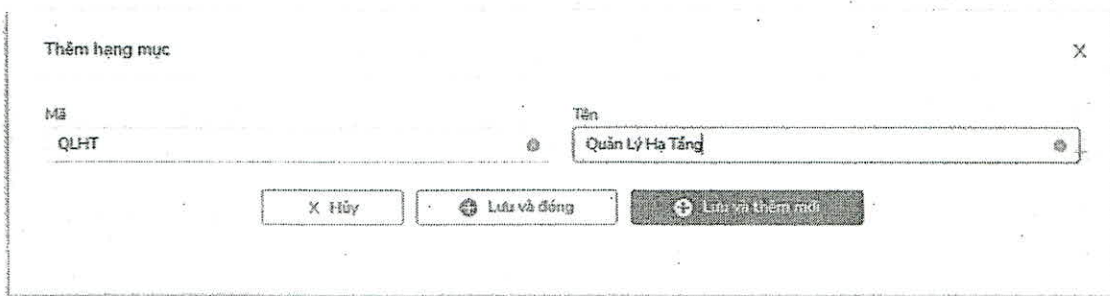 Thêm hạng mục X
Mã Tên
QLHT Quản Lý Hạ Tầng
X Hủy Lưu và đóng Lưu và thêm mới